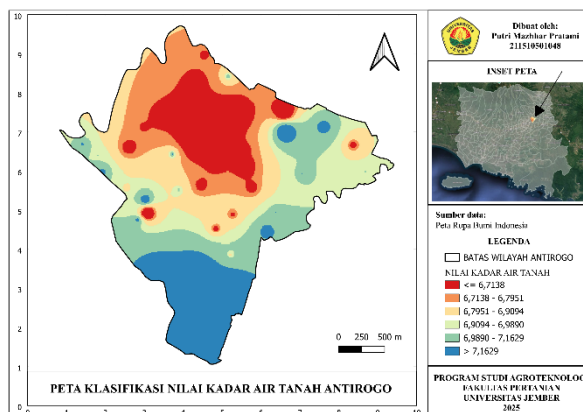 10
9
8
7
6
5
4
3
2
1
0 1 2 3 4 5 6 7 8 9 10
0 250 500 m
PETA KLASIFIKASI NILAI KADAR AIR TANAH ANTIROGO
Dibuat oleh:
Putri Mazhhar Pratami
211510501048
INSET PETA
Sumber data:
Peta Rupa Bumi Indonesia
LEGENDA
BATAS WILAYAH ANTIROGO
NILAI KADAR AIR TANAH
<= 6,7138
6,7138 - 6,7951
6,7951 - 6,9094
6,9094 - 6,9890
6,9890 - 7,1629
> 7,1629
PROGRAM STUDI AGROTEKNOLOG
FAKULTAS PERTANIAN
UNIVERSITAS JEMBER
2025